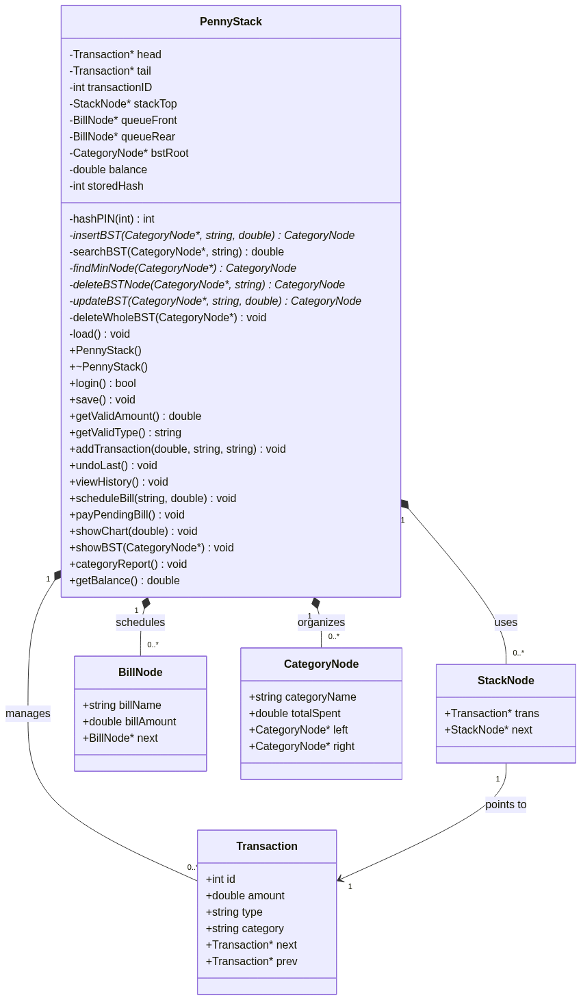 PennyStack
-Transaction* head
-Transaction* tail
-int transactionID
-StackNode* stackTop
-BillNode* queueFront
-BillNode* queueRear
-CategoryNode* bstRoot
-double balance
-int storedHash
-hashPIN(int) : int
-insertBST(CategoryNode*, string, double) : CategoryNode
-searchBST(CategoryNode*, string) : double
-findMinNode(CategoryNode*) : CategoryNode
-deleteBSTNode(CategoryNode*, string) : CategoryNode
-updateBST(CategoryNode*, string, double) : CategoryNode
-deleteWholeBST(CategoryNode*) : void
-load() : void
+PennyStack()
+~PennyStack()
+login() : bool
+save() : void
+getValidAmount() : double
+getValidType() : string
+addTransaction(double, string, string) : void
+undoLast() : void
+viewHistory() : void
+scheduleBill(string, double) : void
+payPendingBill() : void
+showChart(double) : void
+showBST(CategoryNode*) : void
+categoryReport() : void
+getBalance() : double
1
1
1
1
schedules
organizes
uses
0..*
0..*
0..*
BillNode
+string billName
+double billAmount
+BillNode* next
CategoryNode
+string categoryName
+double totalSpent
+CategoryNode* left
+CategoryNode* right
StackNode
+Transaction* trans
+StackNode* next
manages
1
points to
0..*
1
Transaction
+int id
+double amount
+string type
+string category
+Transaction* next
+Transaction* prev